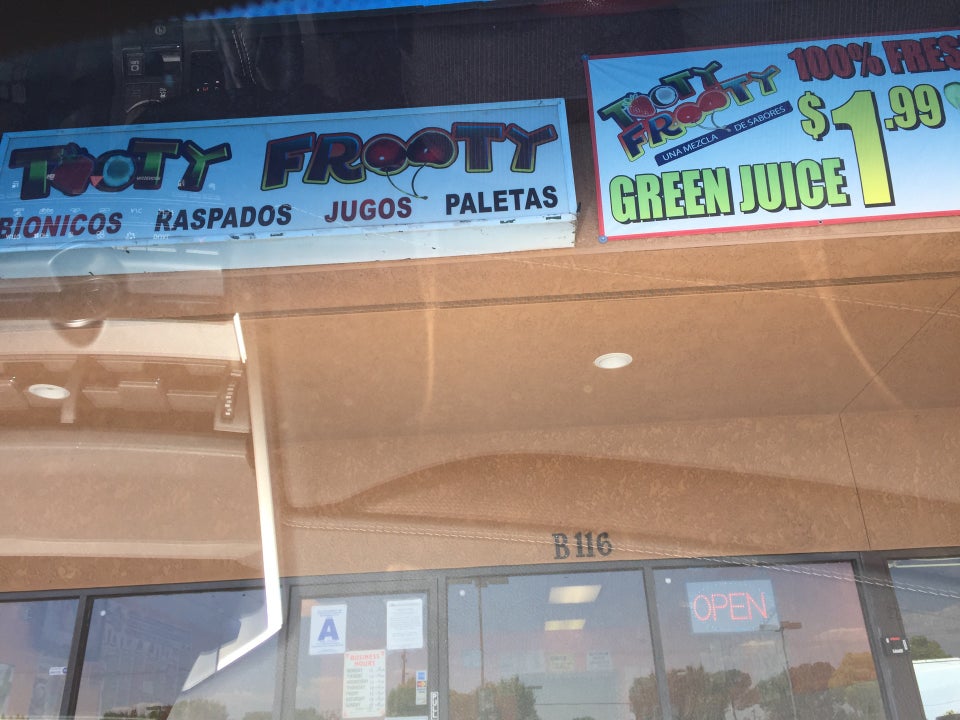 TOOTY FROOTY
BIONICOS RASPADOS JUGOS PALETAS
100% FRES
TOOTY
FROOTY
UNA MEZCLA DE SABORES
$1.99
GREEN JUICE
B116
A
OPEN
BUSINESS
HOURS